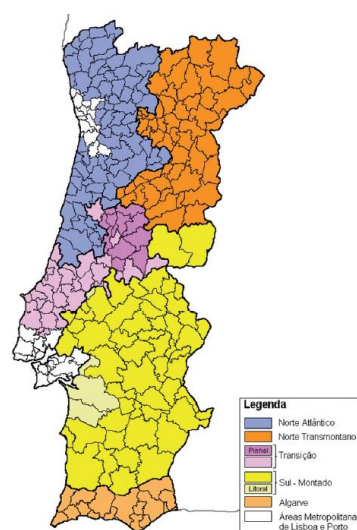 Legenda
Norte Atlântico
Norte Transmontano
Pinhal
Transição
Sul - Montado
Litoral
Algarve
Áreas Metropolitanas
de Lisboa e Porto